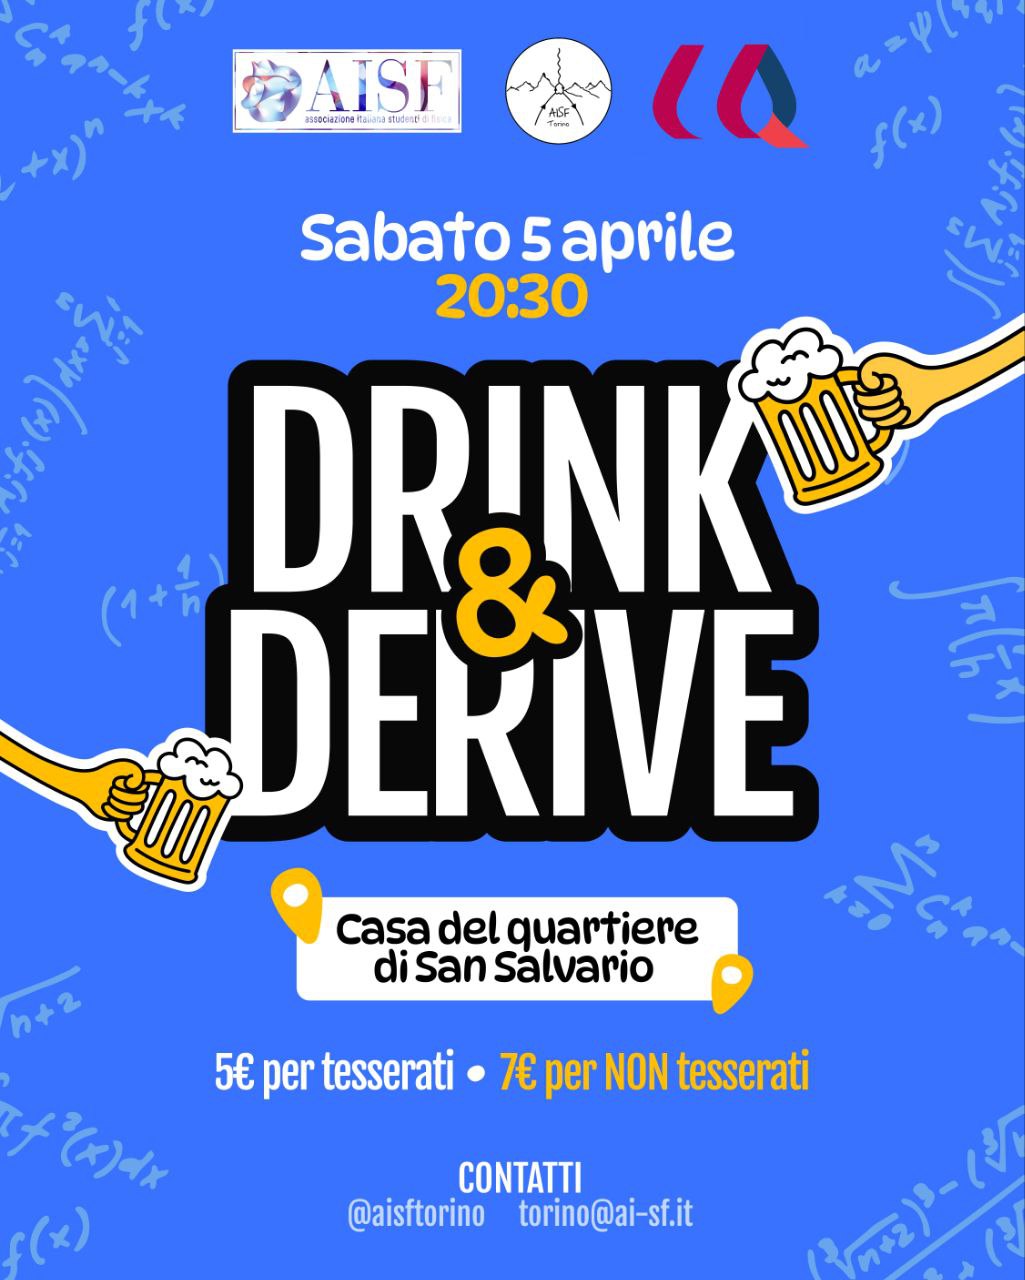 AISF
associazione italiana studenti di fisica
AISF
Torino
Sabato 5 aprile
20:30
DRINK
&
DERIVE
Casa del quartiere
di San Salvario
5€ per tesserati • 7€ per NON tesserati
CONTATTI
@aisftorino torino@ai-sf.it